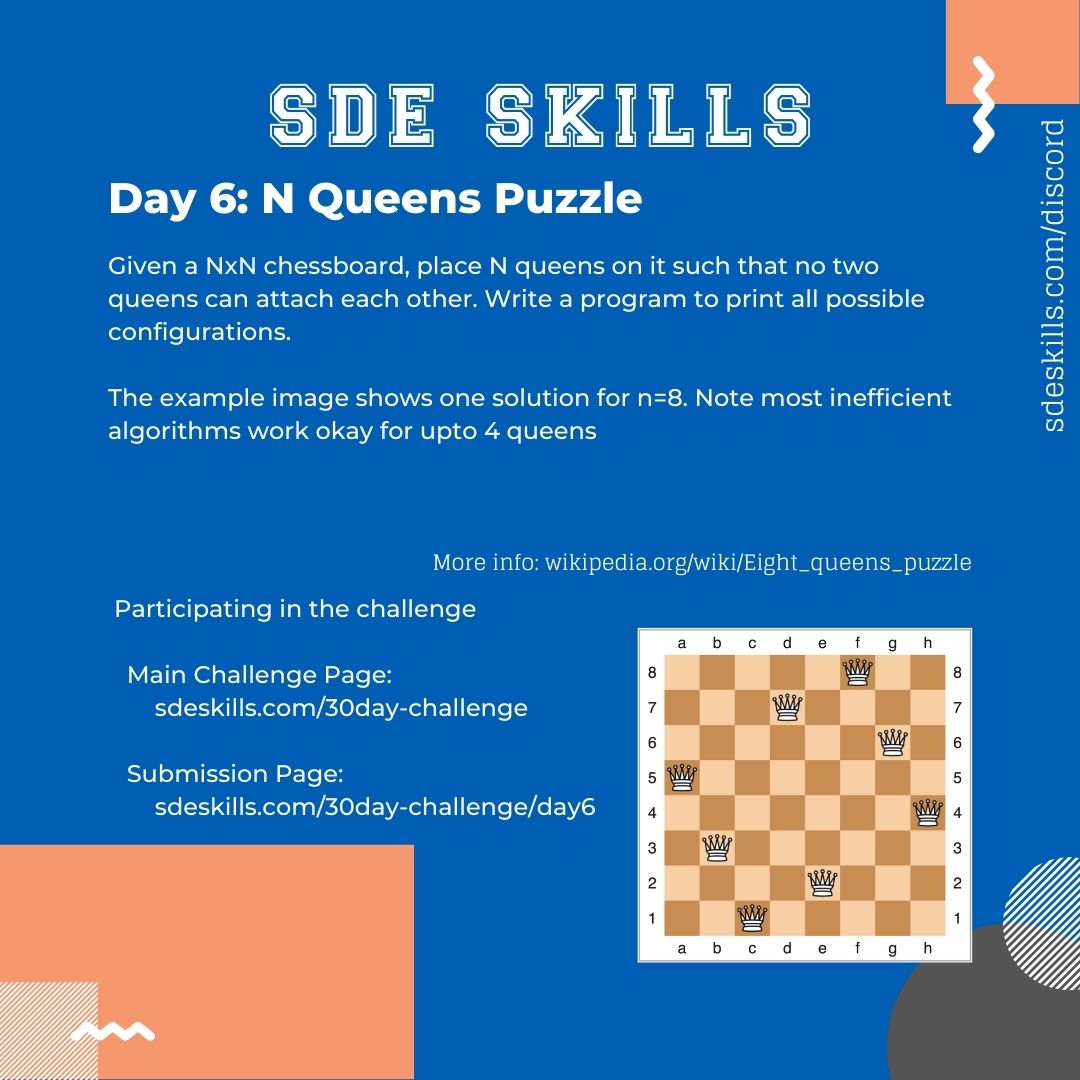 SDE SKILLS
Day 6: N Queens Puzzle
Given a NxN chessboard, place N queens on it such that no two
queens can attach each other. Write a program to print all possible
configurations.
The example image shows one solution for n=8. Note most inefficient
algorithms work okay for upto 4 queens
sdeskills.com/discord
More info: wikipedia.org/wiki/Eight_queens_puzzle
Participating in the challenge
Main Challenge Page:
sdeskills.com/30day-challenge
Submission Page:
sdeskills.com/30day-challenge/day6
a b c d e f g h
8 8
7 7
6 6
5 5
4 4
3 3
2 2
1 1
a b c d e f g h